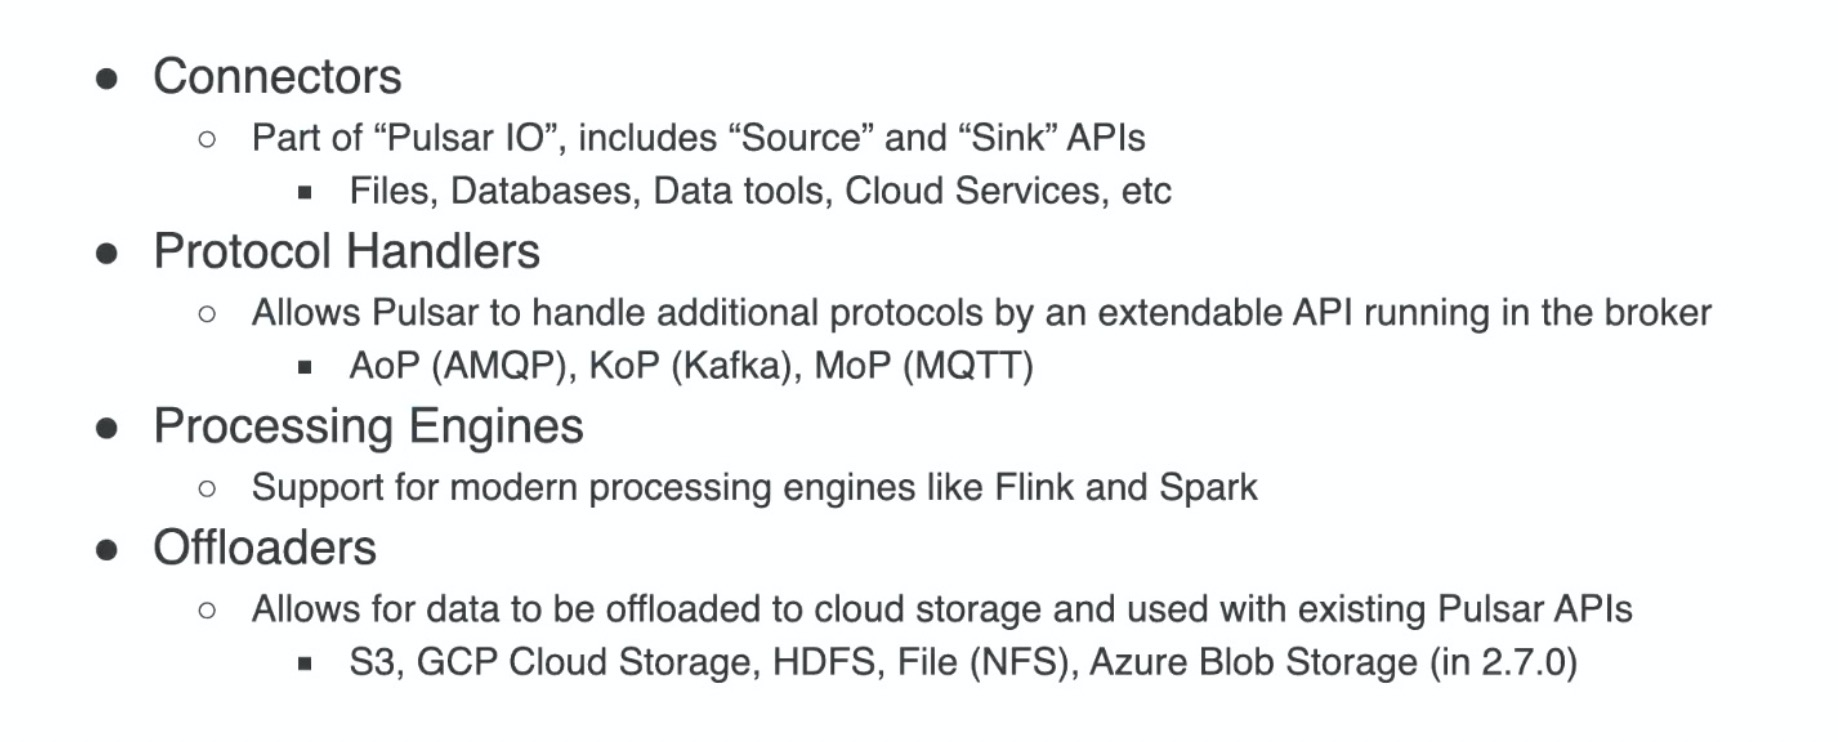 ● Connectors
○ Part of “Pulsar IO”, includes “Source” and “Sink” APIs
■ Files, Databases, Data tools, Cloud Services, etc
● Protocol Handlers
○ Allows Pulsar to handle additional protocols by an extendable API running in the broker
■ AoP (AMQP), KoP (Kafka), MoP (MQTT)
● Processing Engines
○ Support for modern processing engines like Flink and Spark
● Offloaders
○ Allows for data to be offloaded to cloud storage and used with existing Pulsar APIs
■ S3, GCP Cloud Storage, HDFS, File (NFS), Azure Blob Storage (in 2.7.0)